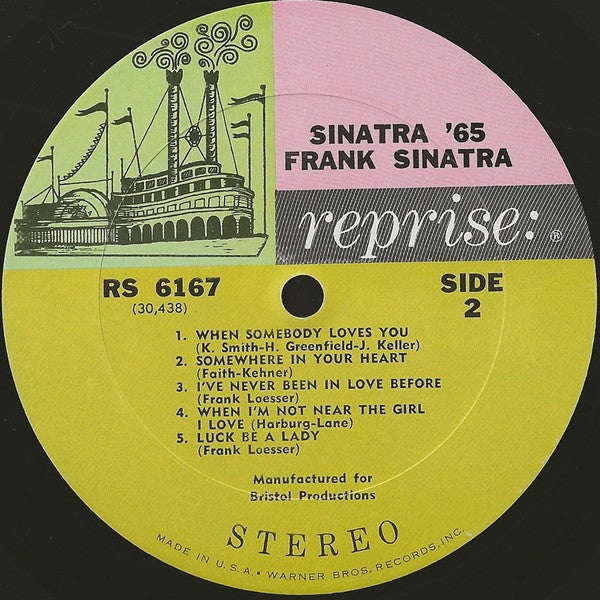 SINATRA '65
FRANK SINATRA
reprise: ®
RS 6167
(30,438)
SIDE
2
1. WHEN SOMEBODY LOVES YOU
(K. Smith-H. Greenfield-J. Keller)
2. SOMEWHERE IN YOUR HEART
(Faith-Kehner)
3. I'VE NEVER BEEN IN LOVE BEFORE
(Frank Loesser)
4. WHEN I'M NOT NEAR THE GIRL
I LOVE (Harburg-Lane)
5. LUCK BE A LADY
(Frank Loesser)
Manufactured for
Bristol Productions
STEREO
MADE IN U.S.A. • WARNER BROS. RECORDS, INC.